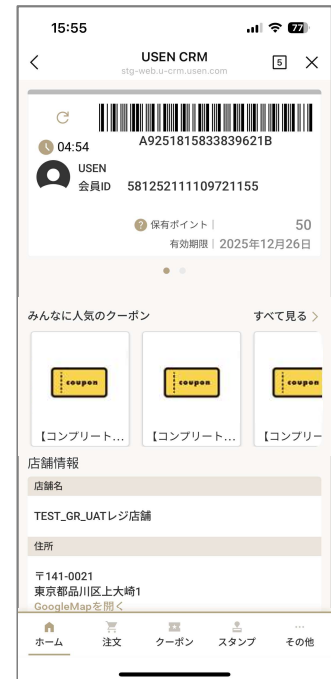 15:55
77
USEN CRM
stg-web.u-crm.usen.com
5
04:54
A9251815833839621B
USEN
会員ID 581252111109721155
? 保有ポイント | 50
有効期限 | 2025年12月26日
みんなに人気のクーポン
すべて見る
coupon
coupon
coupon
【コンプリート...
【コンプリート...
【コンプリー
店舗情報
店舗名
TEST_GR_UATレジ店舗
住所
〒141-0021
東京都品川区上大崎1
GoogleMapを開く
ホーム
注文
クーポン
スタンプ
その他